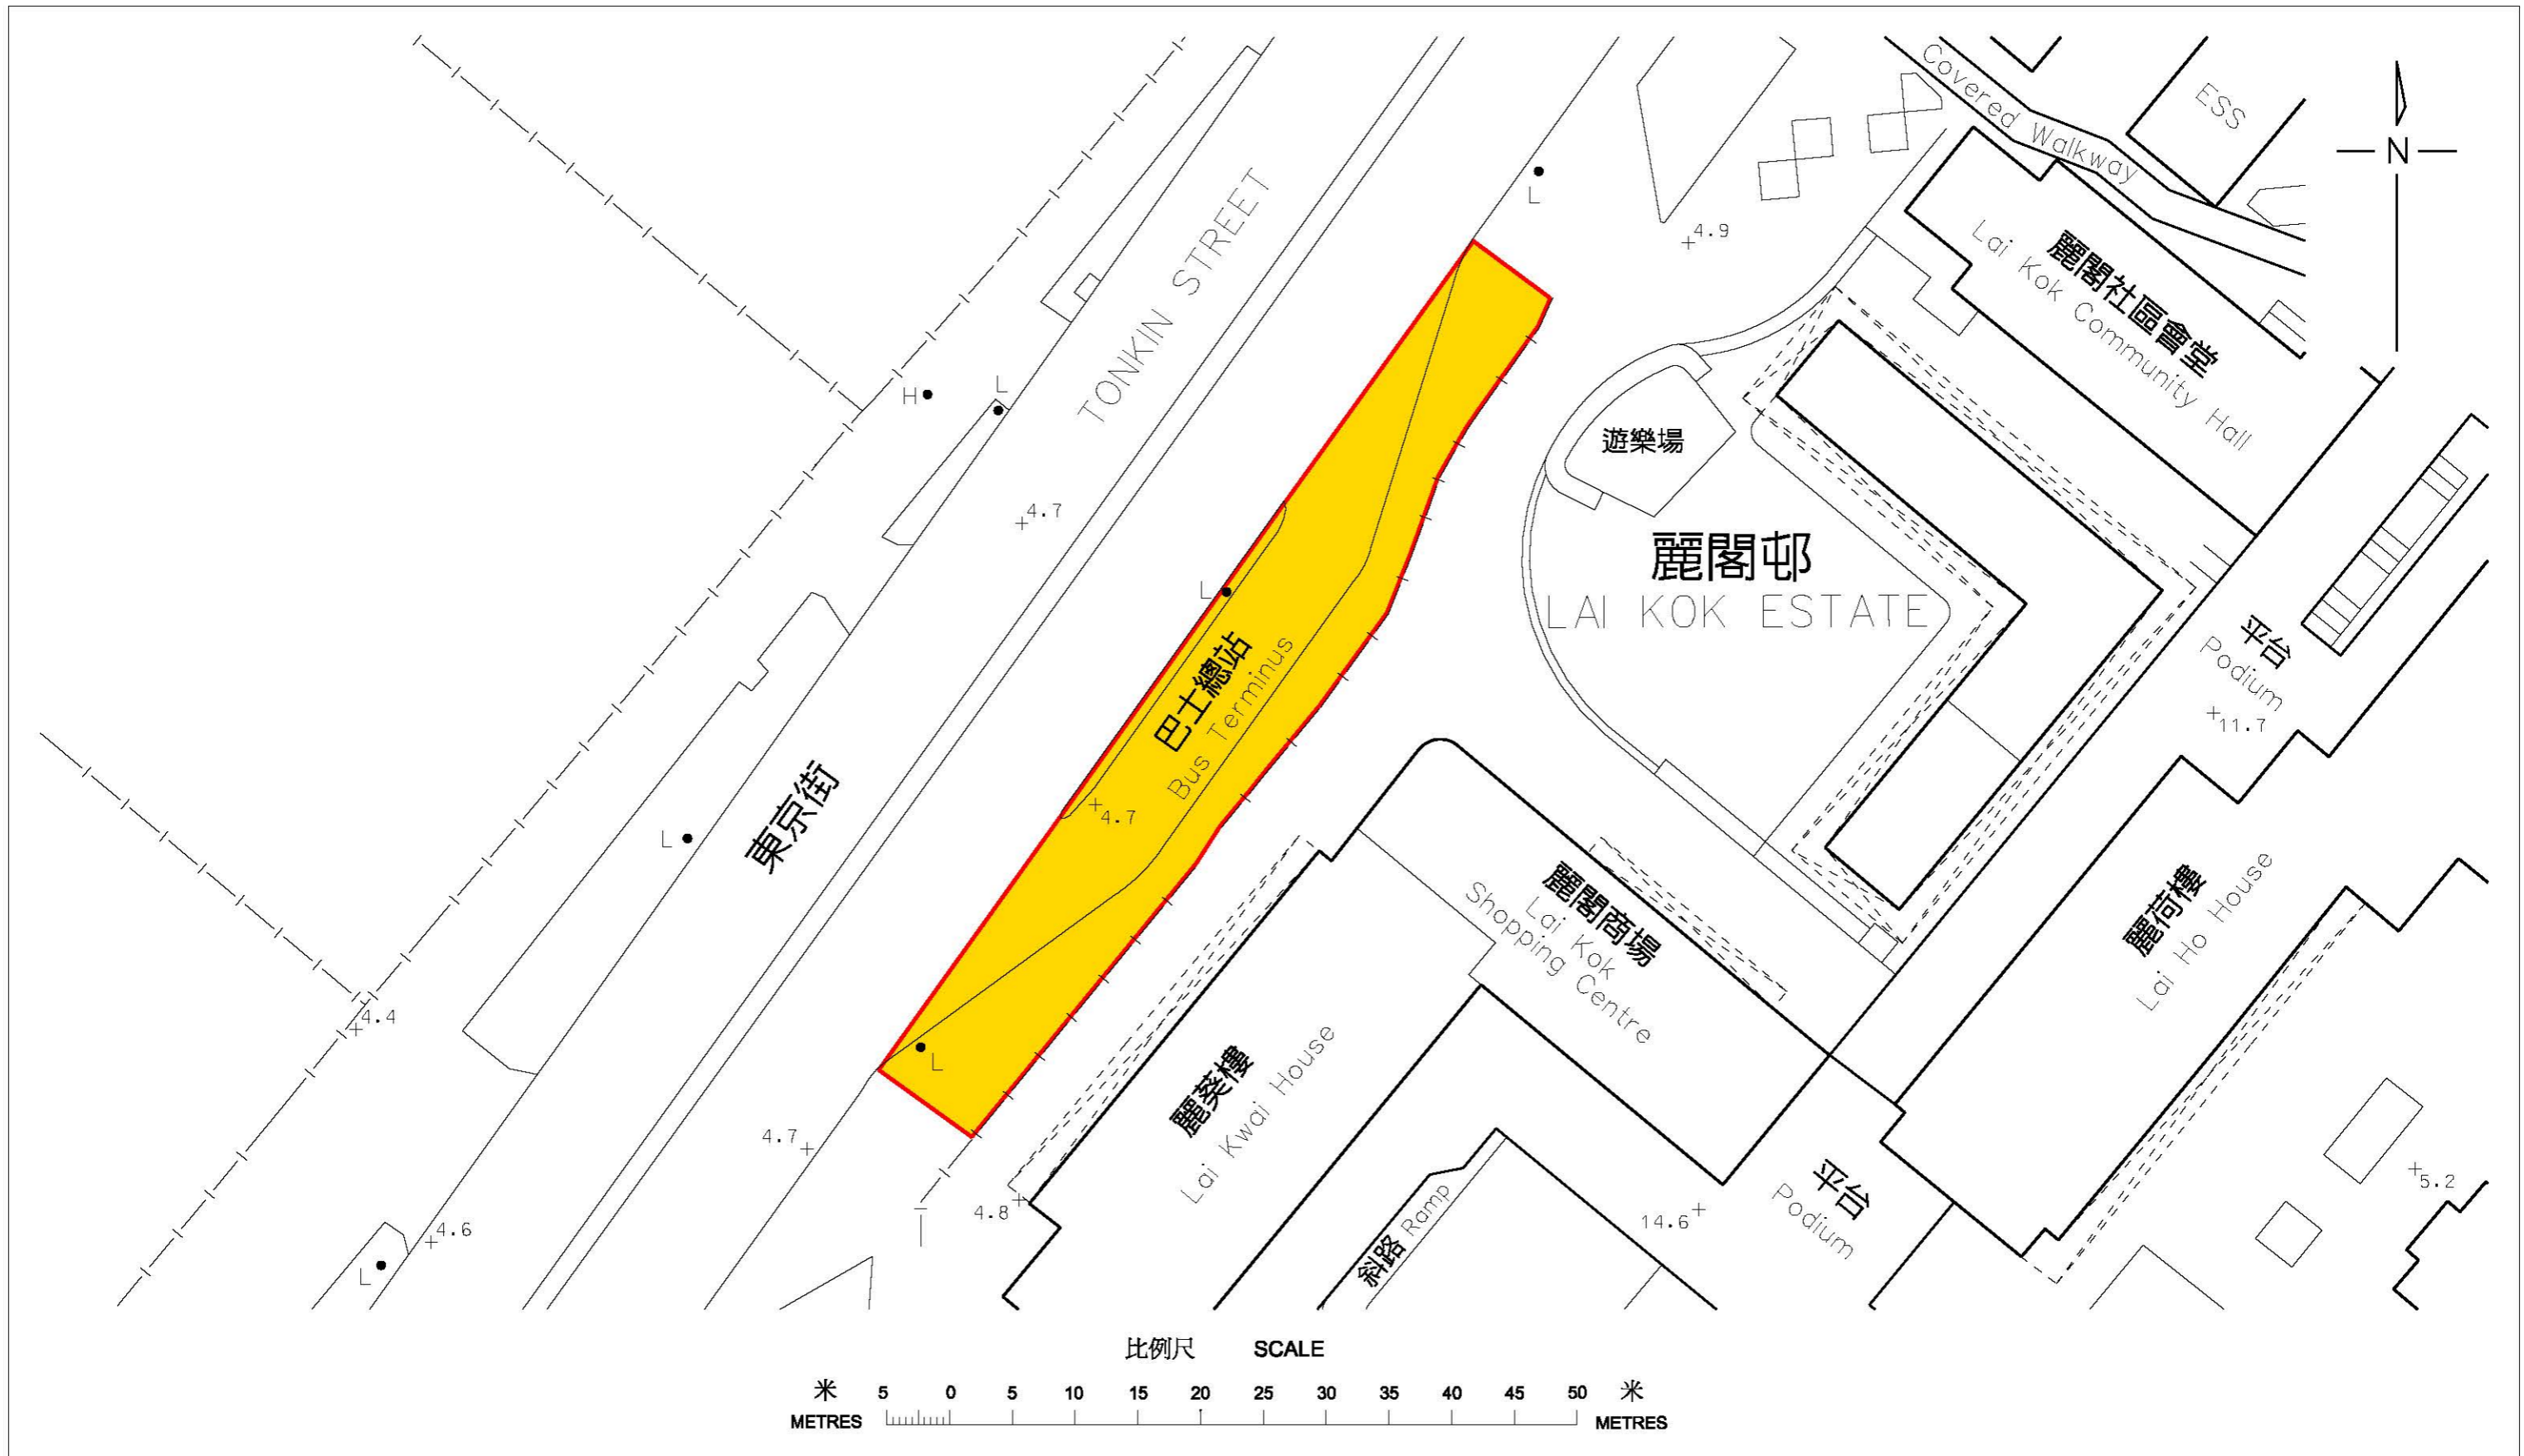 Covered Walkway
ESS
N
L
4.9
麗閣社區會堂
Lai Kok Community Hall
TONKIN STREET
H
L
遊樂場
4.7
麗閣邨
LAI KOK ESTATE
L
巴士總站
Bus Terminus
平台
Podium
11.7
4.7
東京街
L
麗閣商場
Lai Kok
Shopping Centre
麗荷樓
Lai Ho House
4.4
L
麗葵樓
Lai Kwai House
4.7
4.8
斜路 Ramp
14.6
平台
Podium
5.2
4.6
L
比例尺 SCALE
米 5 0 5 10 15 20 25 30 35 40 45 50 米
METRES METRES